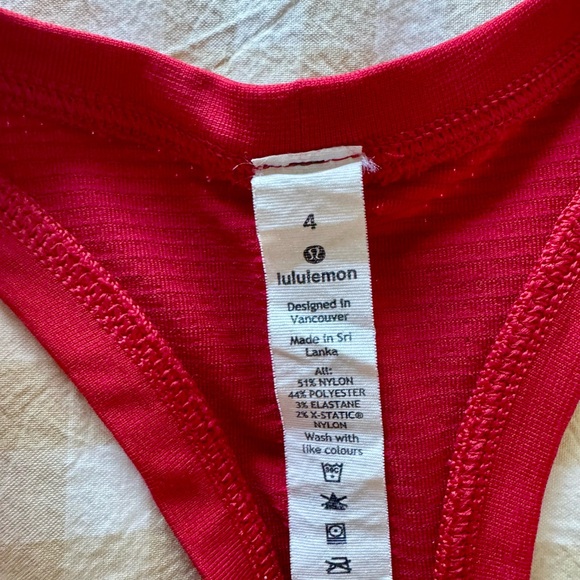 4
lululemon
Designed in
Vancouver
Made in Sri
Lanka
All:
51% NYLON
44% POLYESTER
3% ELASTANE
2% X-STATIC®
NYLON
Wash with
like colours